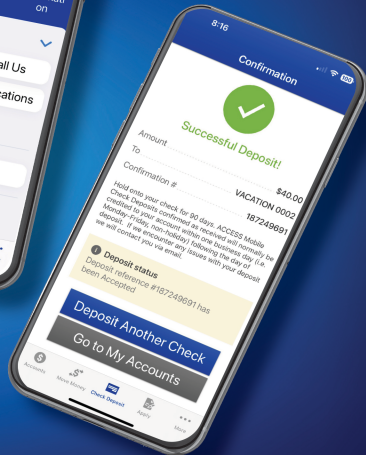 on
all Us
cations
8:16
100
Confirmation
Successful Deposit!
Amount $40.00
To VACATION 0002
Confirmation # 187249691
Hold onto your check for 90 days. ACCESS Mobile
Check Deposits confirmed as received will normally be
credited to your account within one business day (i.e.
Monday-Friday, non-holiday) following the day of
deposit. If we encounter any issues with your deposit
we will contact you via email.
Deposit status
Deposit reference #187249691 has
been Accepted
Deposit Another Check
Go to My Accounts
Accounts
Move Money
Check Deposit
Apply
More